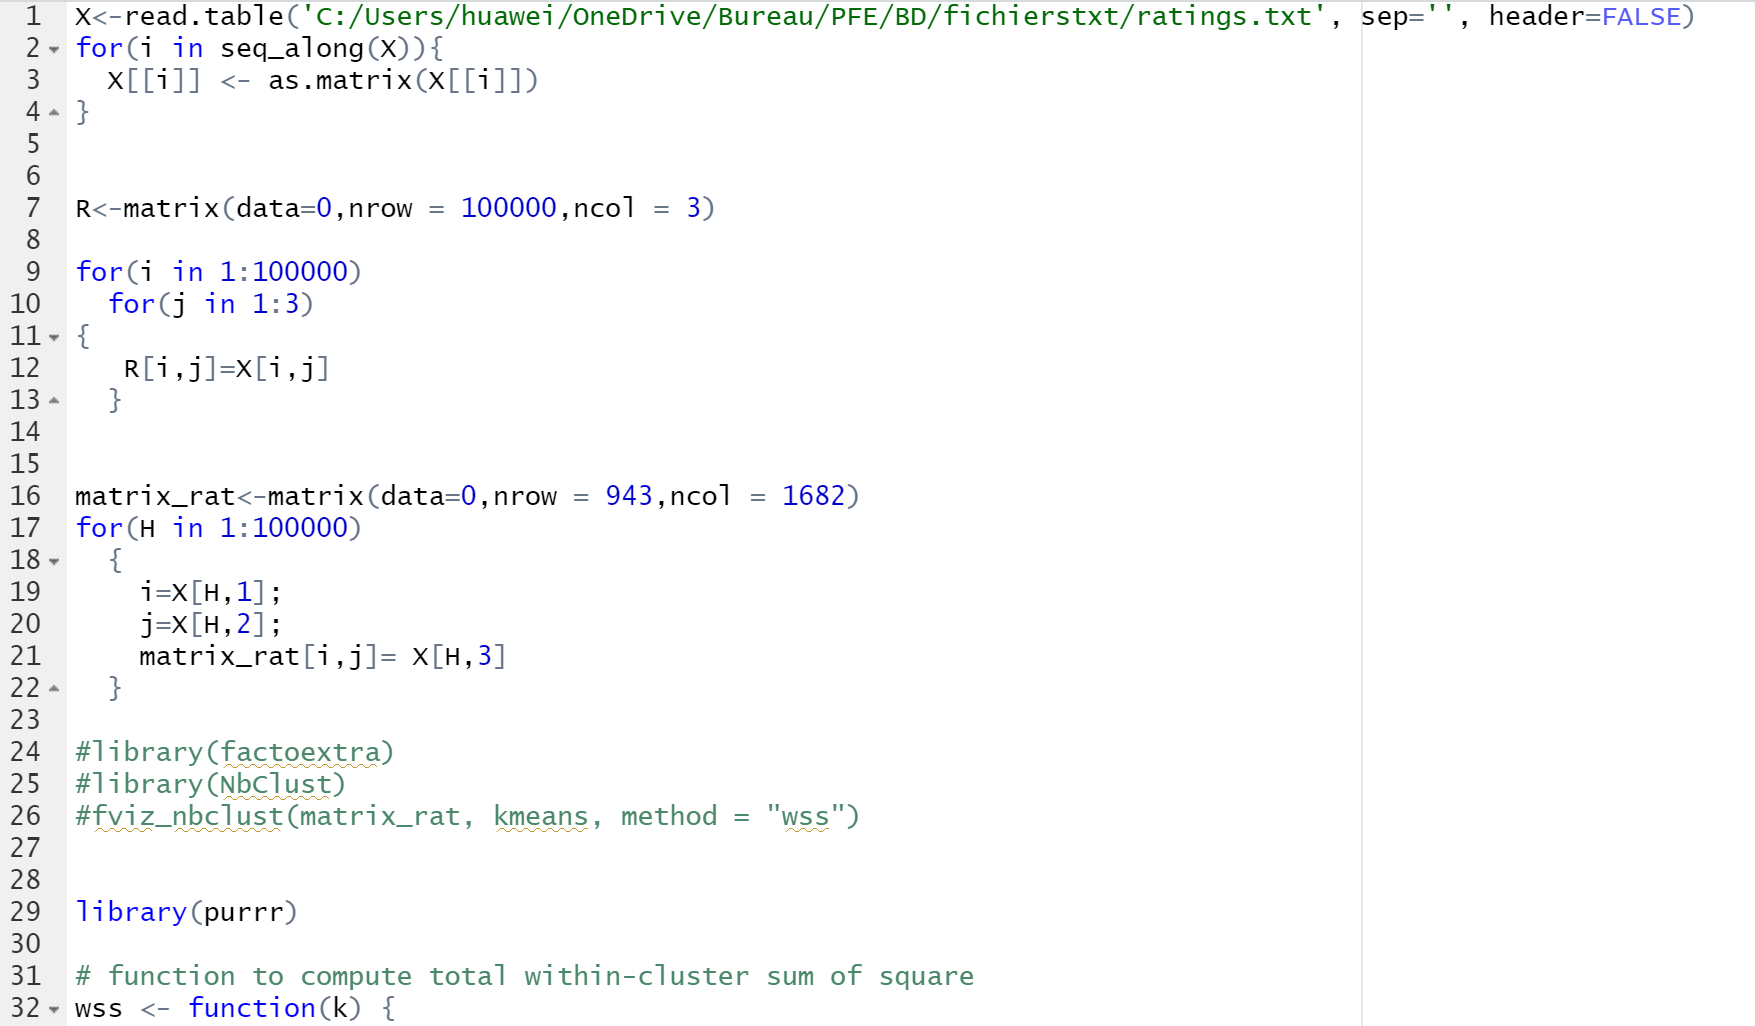 1 X<-read.table('C:/Users/huawei/OneDrive/Bureau/PFE/BD/fichierstxt/ratings.txt', sep='', header=FALSE)
2 for(i in seq_along(X)){
3   X[[i]] <- as.matrix(X[[i]])
4 }
5
6
7 R<-matrix(data=0,nrow = 100000,ncol = 3)
8
9 for(i in 1:100000)
10   for(j in 1:3)
11 {
12    R[i,j]=X[i,j]
13   }
14
15
16 matrix_rat<-matrix(data=0,nrow = 943,ncol = 1682)
17 for(H in 1:100000)
18   {
19     i=X[H,1];
20     j=X[H,2];
21     matrix_rat[i,j]= X[H,3]
22   }
23
24 #library(factoextra)
25 #library(NbClust)
26 #fviz_nbclust(matrix_rat, kmeans, method = "wss")
27
28
29 library(purrr)
30
31 # function to compute total within-cluster sum of square
32 wss <- function(k) {